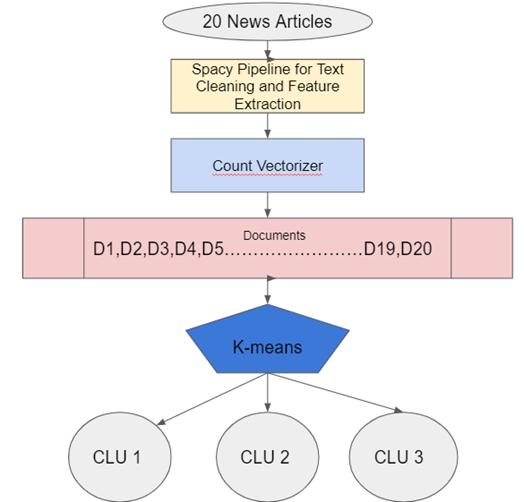 20 News Articles
Spacy Pipeline for Text
Cleaning and Feature
Extraction
Count Vectorizer
Documents
D1,D2,D3,D4,D5........................D19,D20
K-means
CLU 1
CLU 2
CLU 3